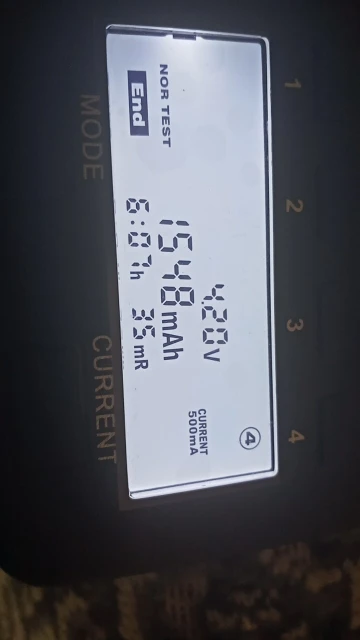 1 2 3 4
NOR TEST
End
4.20V
CURRENT
500mA
④
1548mAh
6:07h 35mR
MODE CURRENT